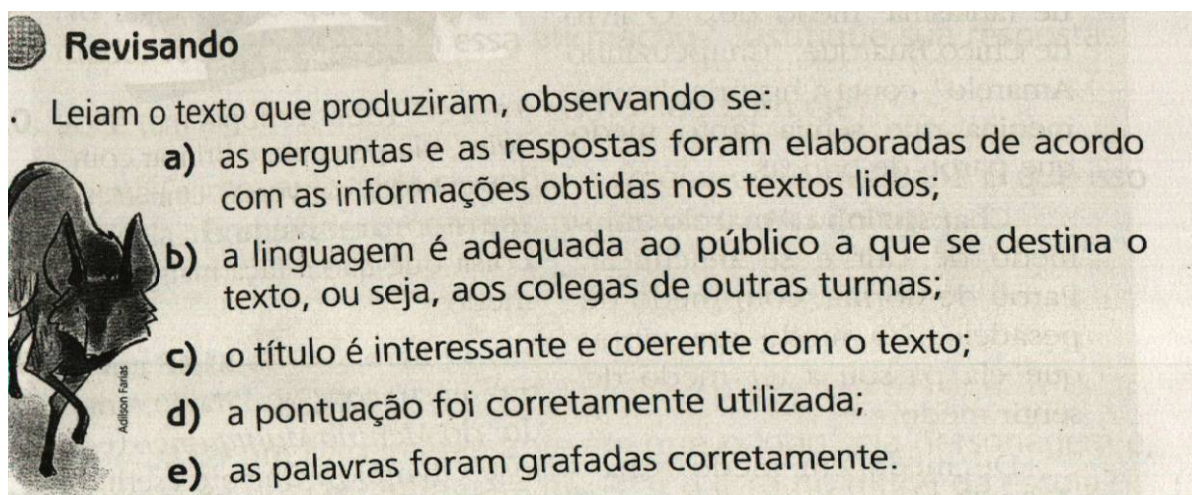 Revisando
Leiam o texto que produziram, observando se:
a) as perguntas e as respostas foram elaboradas de acordo
com as informações obtidas nos textos lidos;
b) a linguagem é adequada ao público a que se destina o
texto, ou seja, aos colegas de outras turmas;
c) o título é interessante e coerente com o texto;
d) a pontuação foi corretamente utilizada;
e) as palavras foram grafadas corretamente.
Adilson Farias